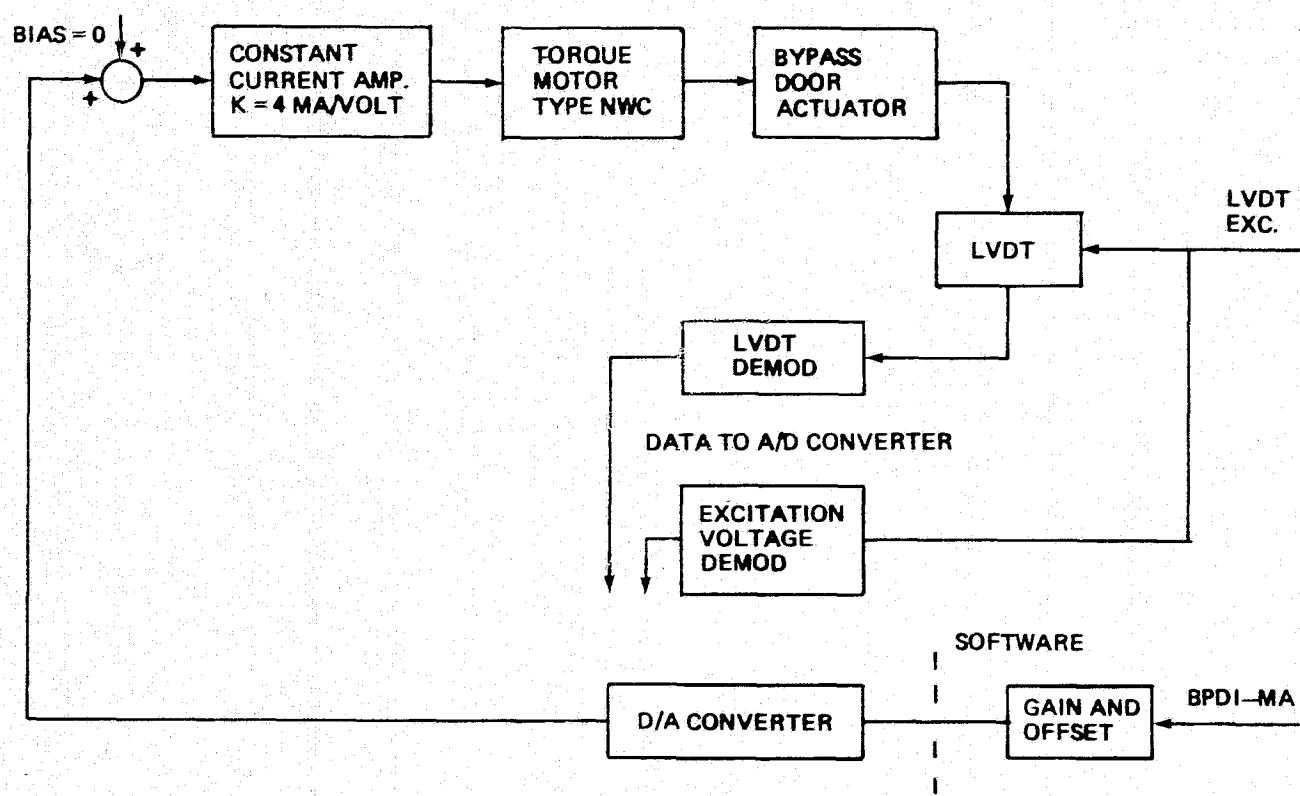 BIAS = 0
+
+
CONSTANT
CURRENT AMP.
K = 4 MA/VOLT
TORQUE
MOTOR
TYPE NWC
BYPASS
DOOR
ACTUATOR
LVDT
EXC.
LVDT
LVDT
DEMOD
DATA TO A/D CONVERTER
EXCITATION
VOLTAGE
DEMOD
SOFTWARE
D/A CONVERTER
GAIN AND
OFFSET
BPDI–MA